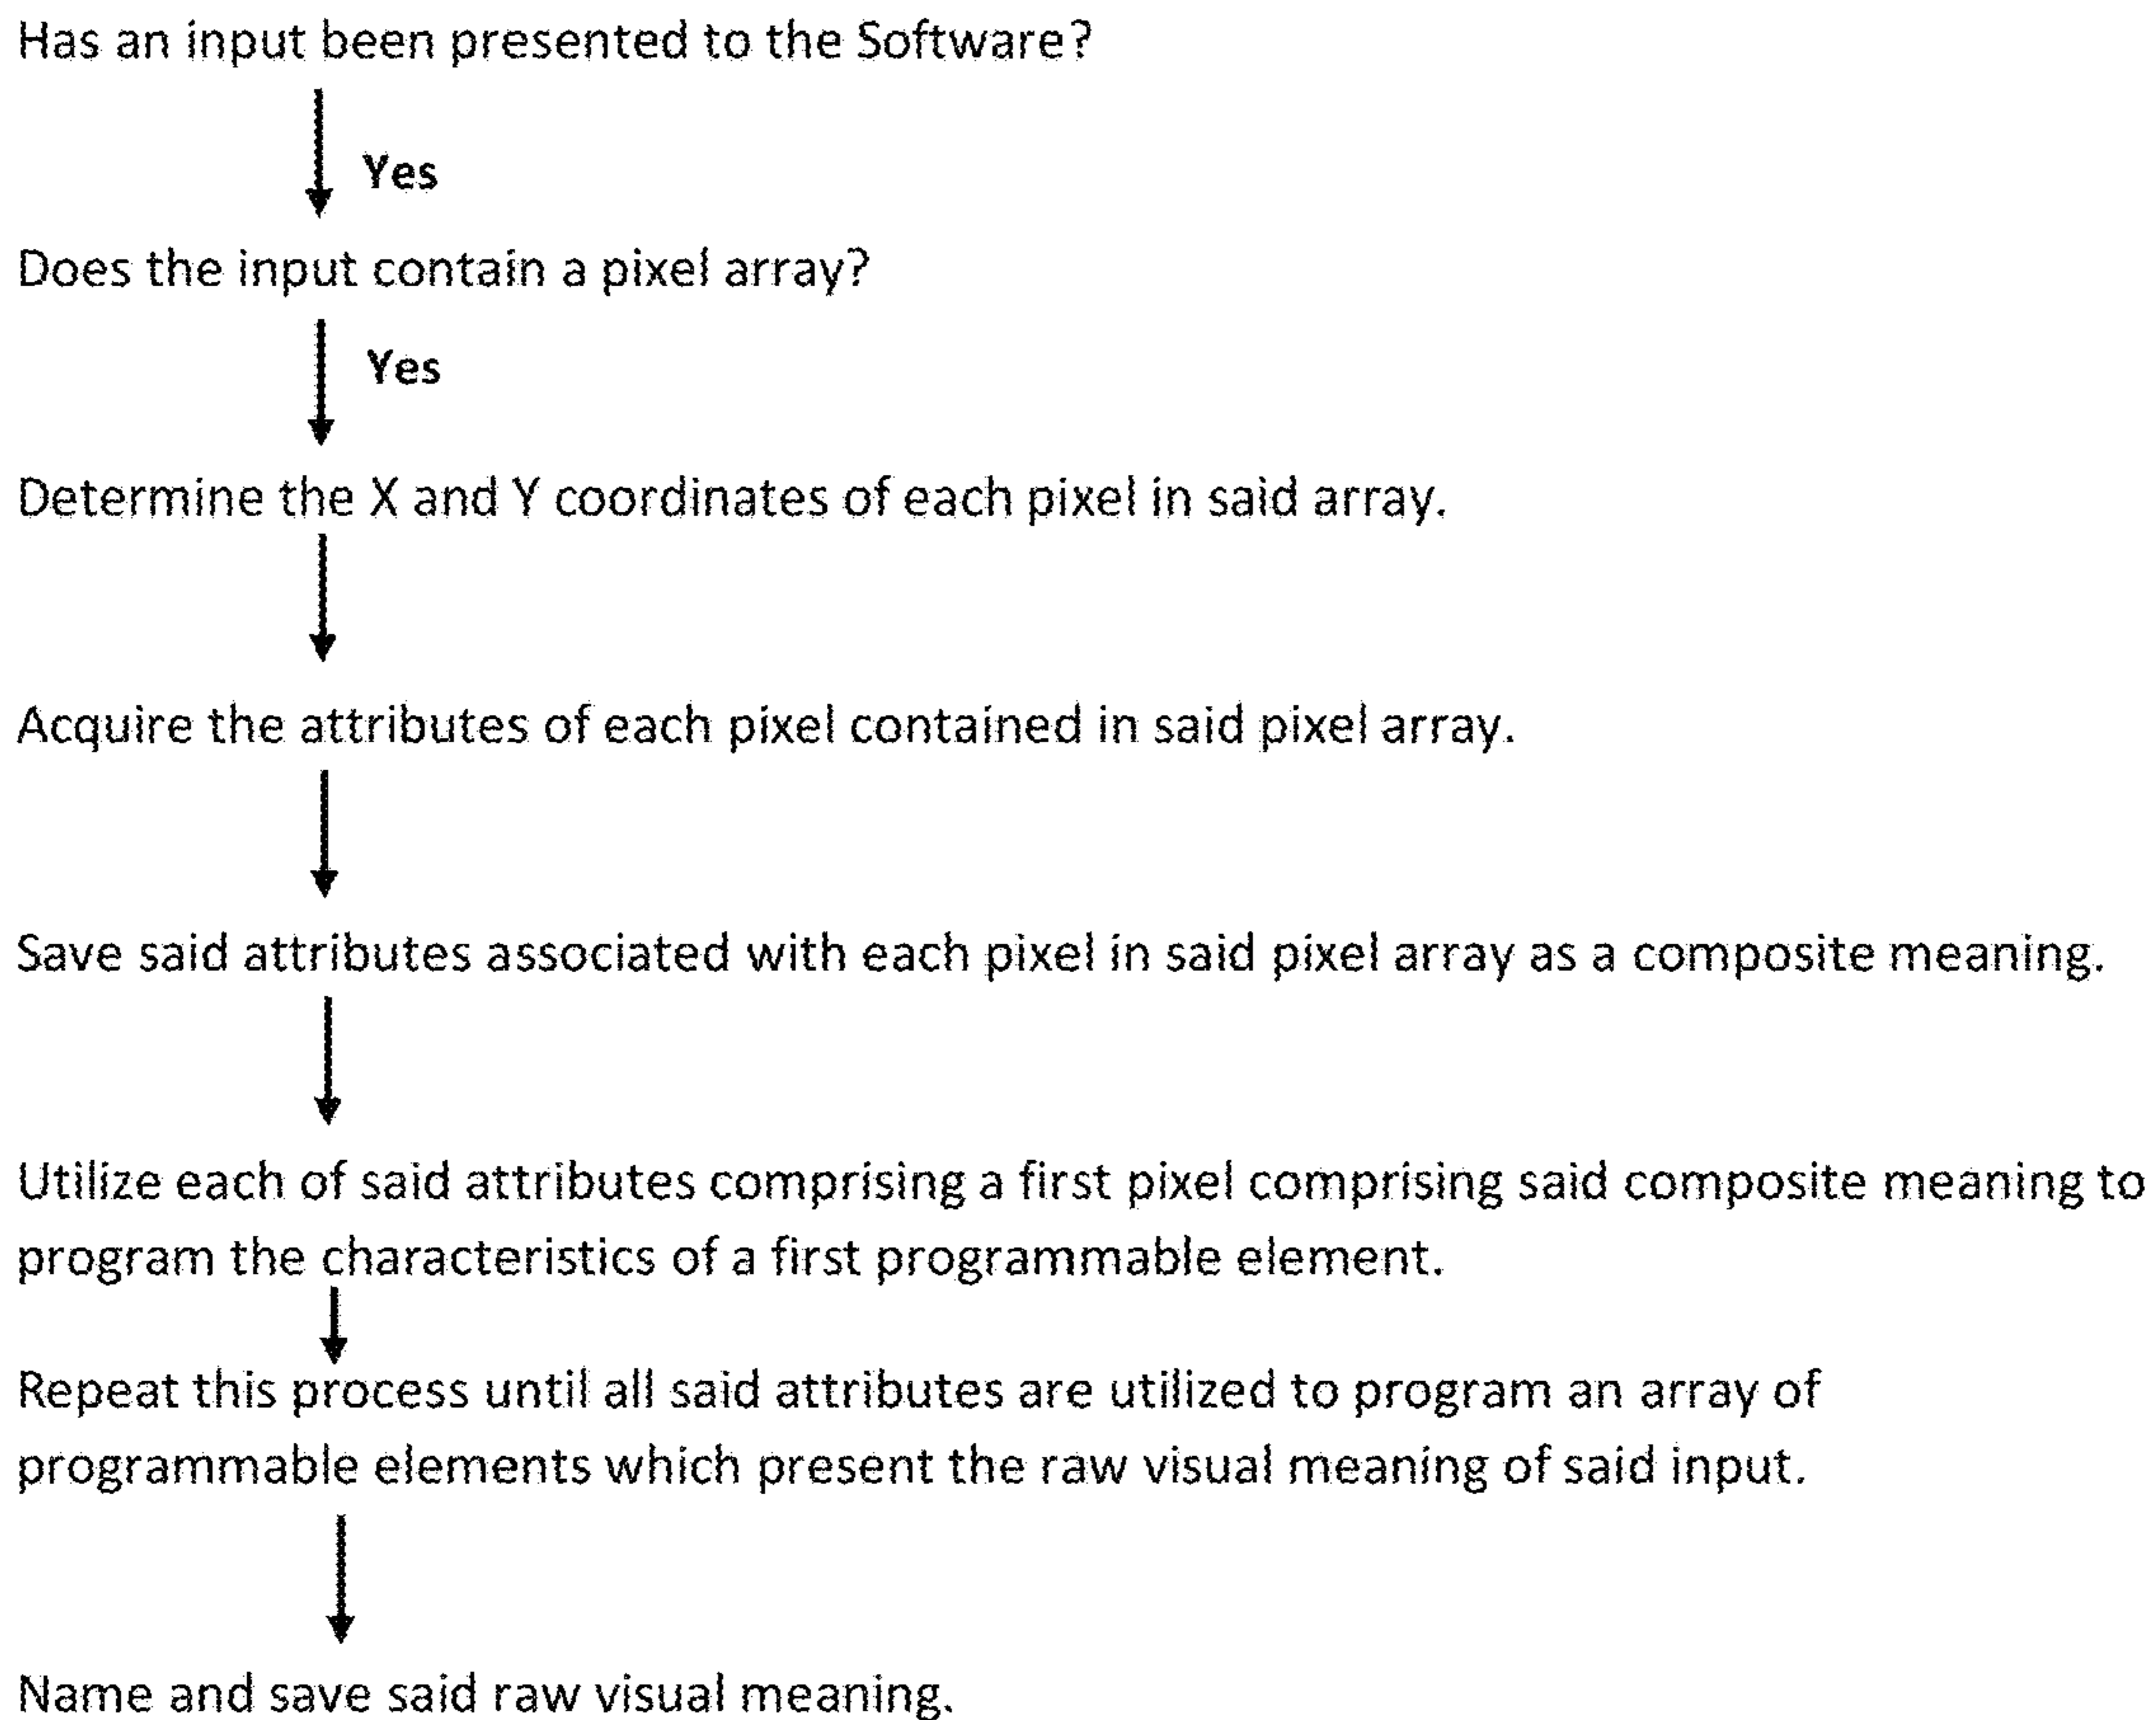 Has an input been presented to the Software?
Yes
Does the input contain a pixel array?
Yes
Determine the X and Y coordinates of each pixel in said array.
Acquire the attributes of each pixel contained in said pixel array.
Save said attributes associated with each pixel in said pixel array as a composite meaning.
Utilize each of said attributes comprising a first pixel comprising said composite meaning to
program the characteristics of a first programmable element.
Repeat this process until all said attributes are utilized to program an array of
programmable elements which present the raw visual meaning of said input.
Name and save said raw visual meaning.